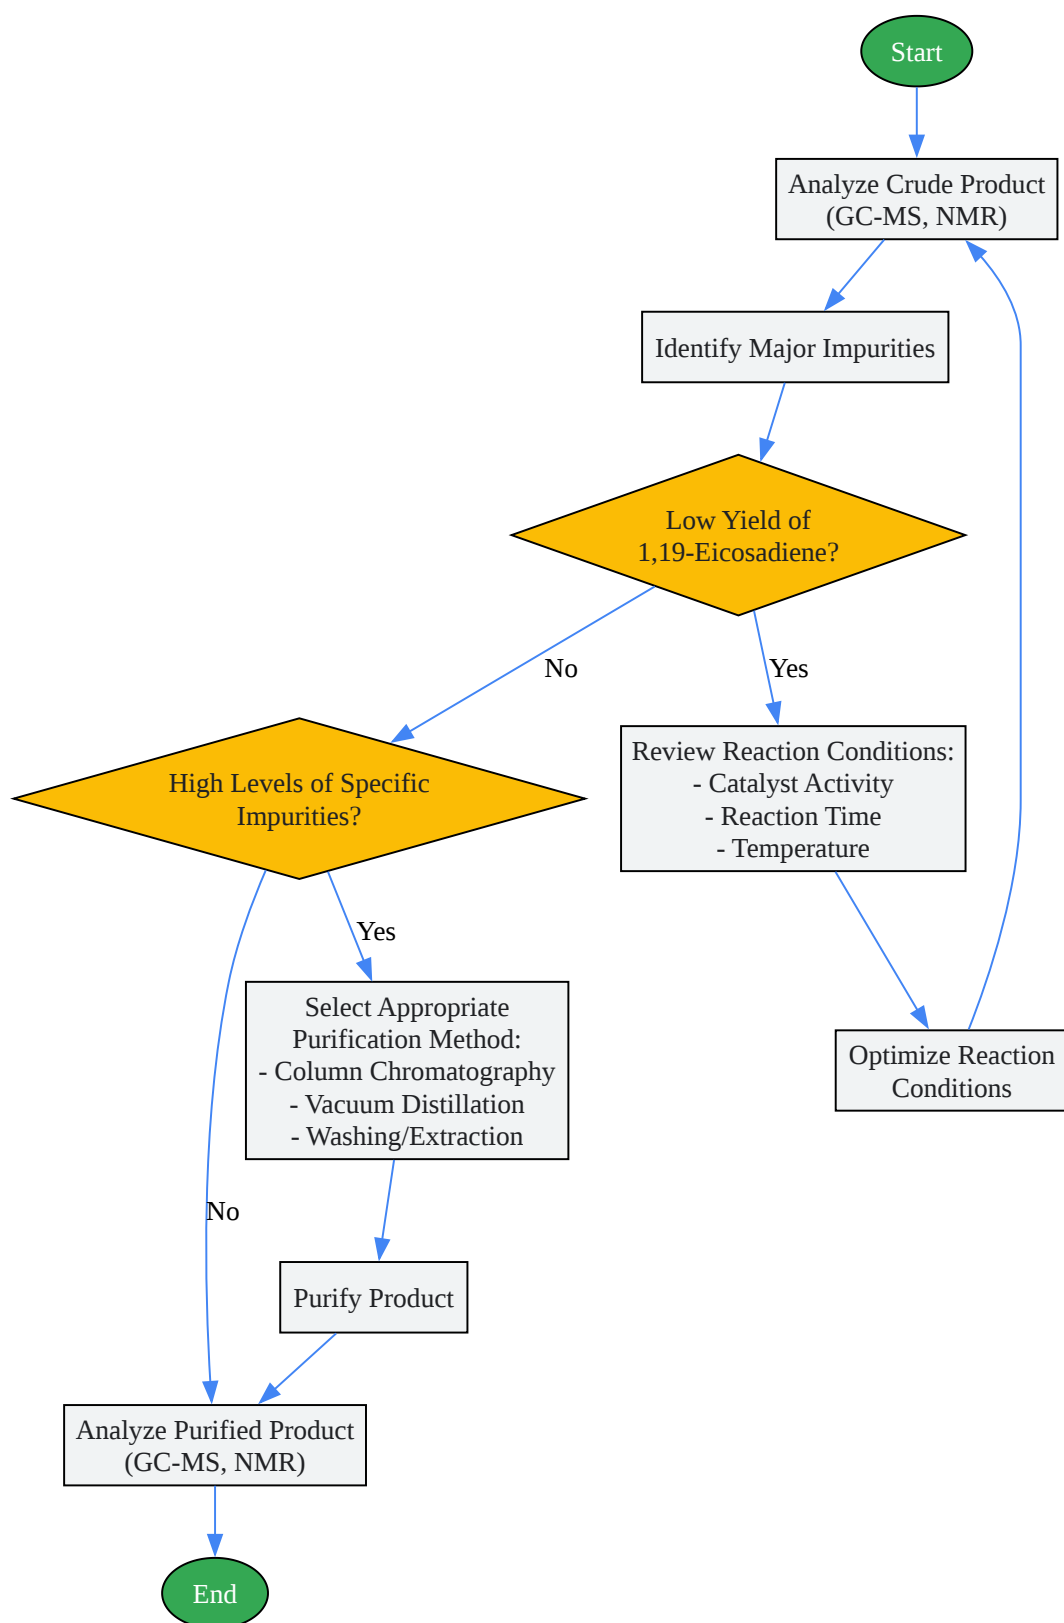 Start
Analyze Crude Product
(GC-MS, NMR)
Identify Major Impurities
Low Yield of
1,19-Eicosadiene?
No
Yes
High Levels of Specific
Impurities?
Review Reaction Conditions:
- Catalyst Activity
- Reaction Time
- Temperature
Yes
Select Appropriate
Purification Method:
- Column Chromatography
- Vacuum Distillation
- Washing/Extraction
Optimize Reaction
Conditions
No
Purify Product
Analyze Purified Product
(GC-MS, NMR)
End